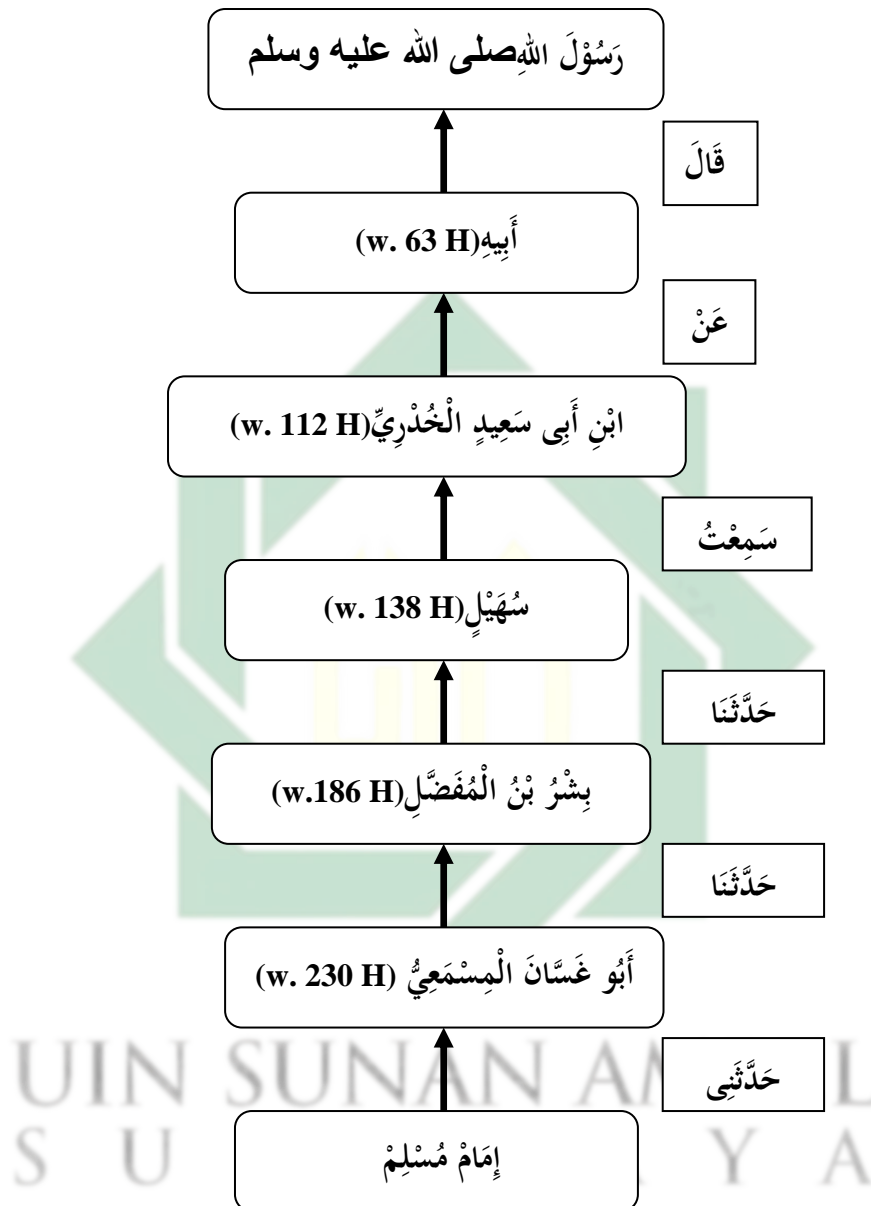 رَسُوْلَ اللهِ صلى الله عليه وسلم
قَالَ
أَبِيهِ (w. 63 H)
عَنْ
ابْنِ أَبِى سَعِيدٍ الْخُدْرِيِّ (w. 112 H)
سَمِعْتُ
سُهَيْلٍ (w. 138 H)
حَدَّثَنَا
بِشْرُ بْنُ الْمُفَضَّلِ (w.186 H)
حَدَّثَنَا
أَبُو غَسَّانَ الْمِسْمَعِيُّ (w. 230 H)
حَدَّثَنِى
إِمَامْ مُسْلِمْ
UIN SUNAN AM L
S U Y A